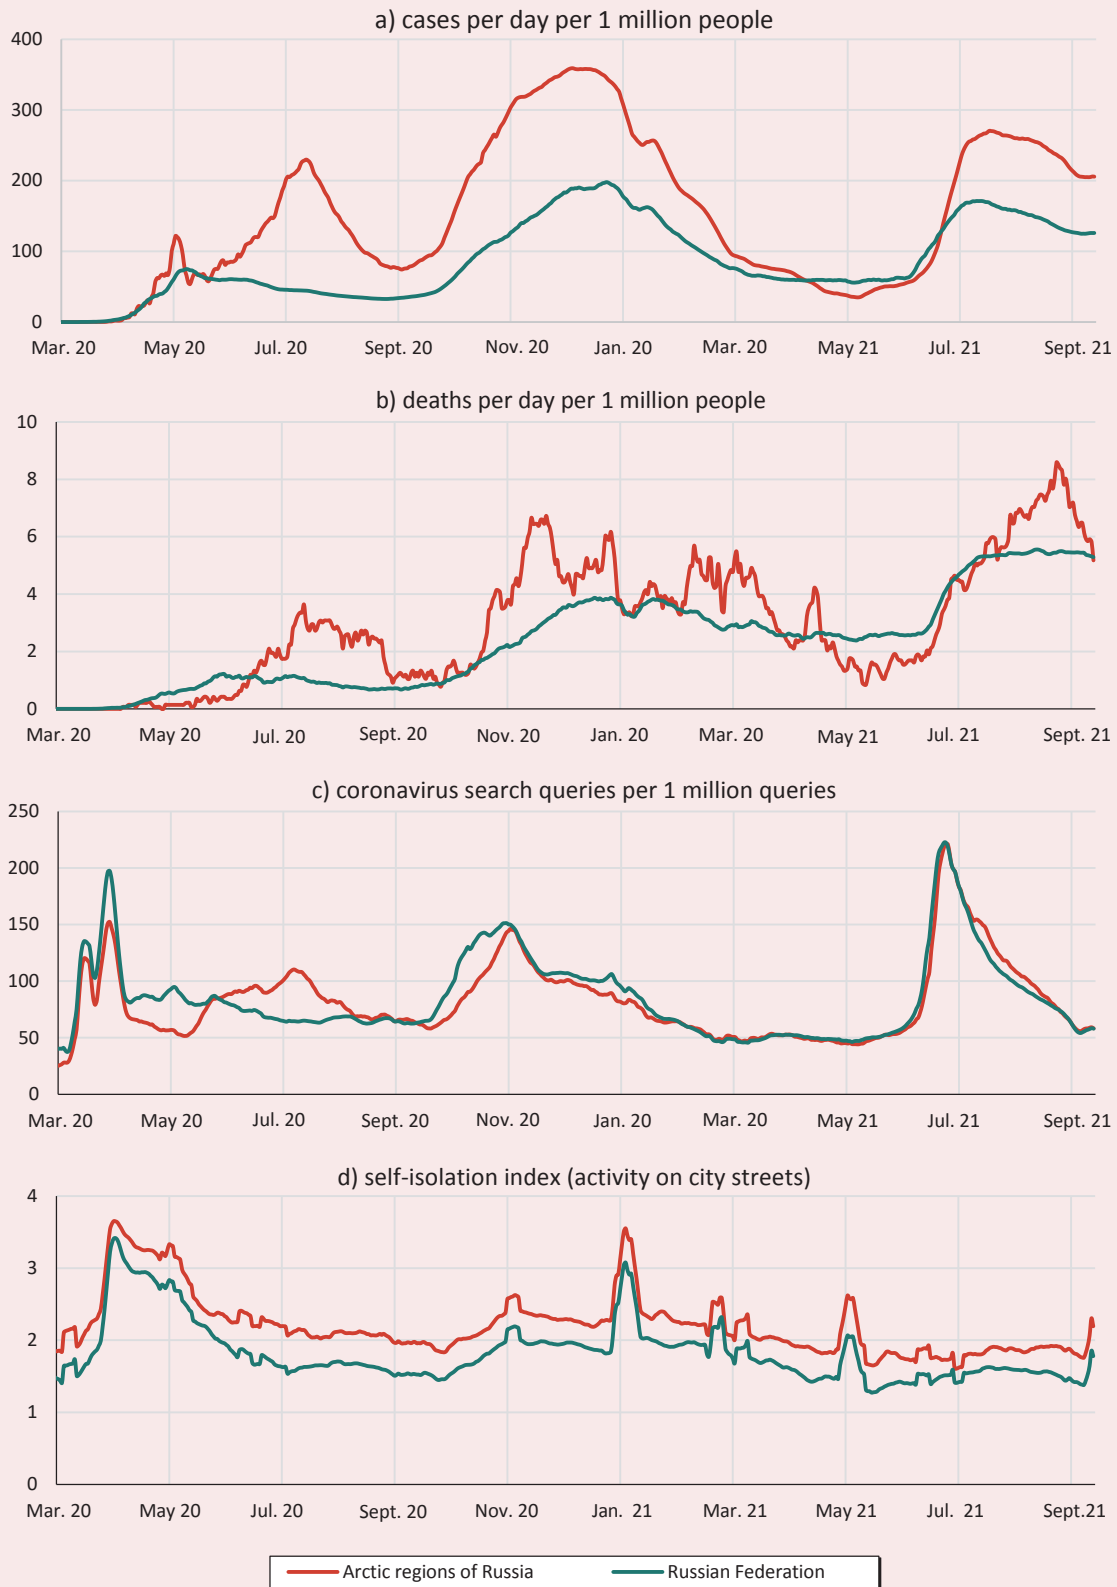 a) cases per day per 1 million people
400
300
200
100
0
Mar. 20 May 20 Jul. 20 Sept. 20 Nov. 20 Jan. 20 Mar. 20 May 21 Jul. 21 Sept. 21
b) deaths per day per 1 million people
10
8
6
4
2
0
Mar. 20 May 20 Jul. 20 Sept. 20 Nov. 20 Jan. 20 Mar. 20 May 21 Jul. 21 Sept. 21
c) coronavirus search queries per 1 million queries
250
200
150
100
50
0
Mar. 20 May 20 Jul. 20 Sept. 20 Nov. 20 Jan. 20 Mar. 20 May 21 Jul. 21 Sept. 21
d) self-isolation index (activity on city streets)
4
3
2
1
0
Mar. 20 May 20 Jul. 20 Sept. 20 Nov. 20 Jan. 21 Mar. 21 May 21 Jul. 21 Sept.21
Arctic regions of Russia Russian Federation